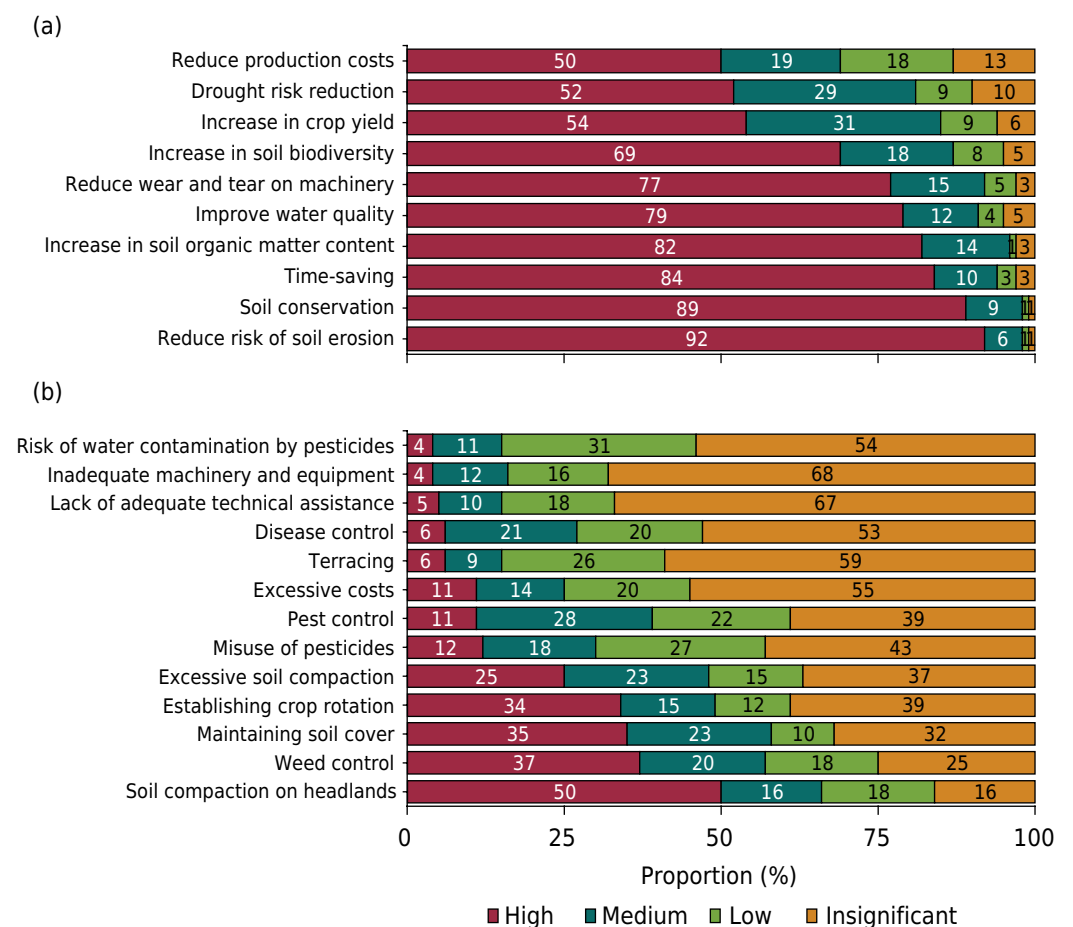 (a)
Reduce production costs 50 19 18 13
Drought risk reduction 52 29 9 10
Increase in crop yield 54 31 9 6
Increase in soil biodiversity 69 18 8 5
Reduce wear and tear on machinery 77 15 5 3
Improve water quality 79 12 4 5
Increase in soil organic matter content 82 14 1 3
Time-saving 84 10 3 3
Soil conservation 89 9 1 1
Reduce risk of soil erosion 92 6 1 1
(b)
Risk of water contamination by pesticides 4 11 31 54
Inadequate machinery and equipment 4 12 16 68
Lack of adequate technical assistance 5 10 18 67
Disease control 6 21 20 53
Terracing 6 9 26 59
Excessive costs 11 14 20 55
Pest control 11 28 22 39
Misuse of pesticides 12 18 27 43
Excessive soil compaction 25 23 15 37
Establishing crop rotation 34 15 12 39
Maintaining soil cover 35 23 10 32
Weed control 37 20 18 25
Soil compaction on headlands 50 16 18 16
0 25 50 75 100
Proportion (%)
High Medium Low Insignificant